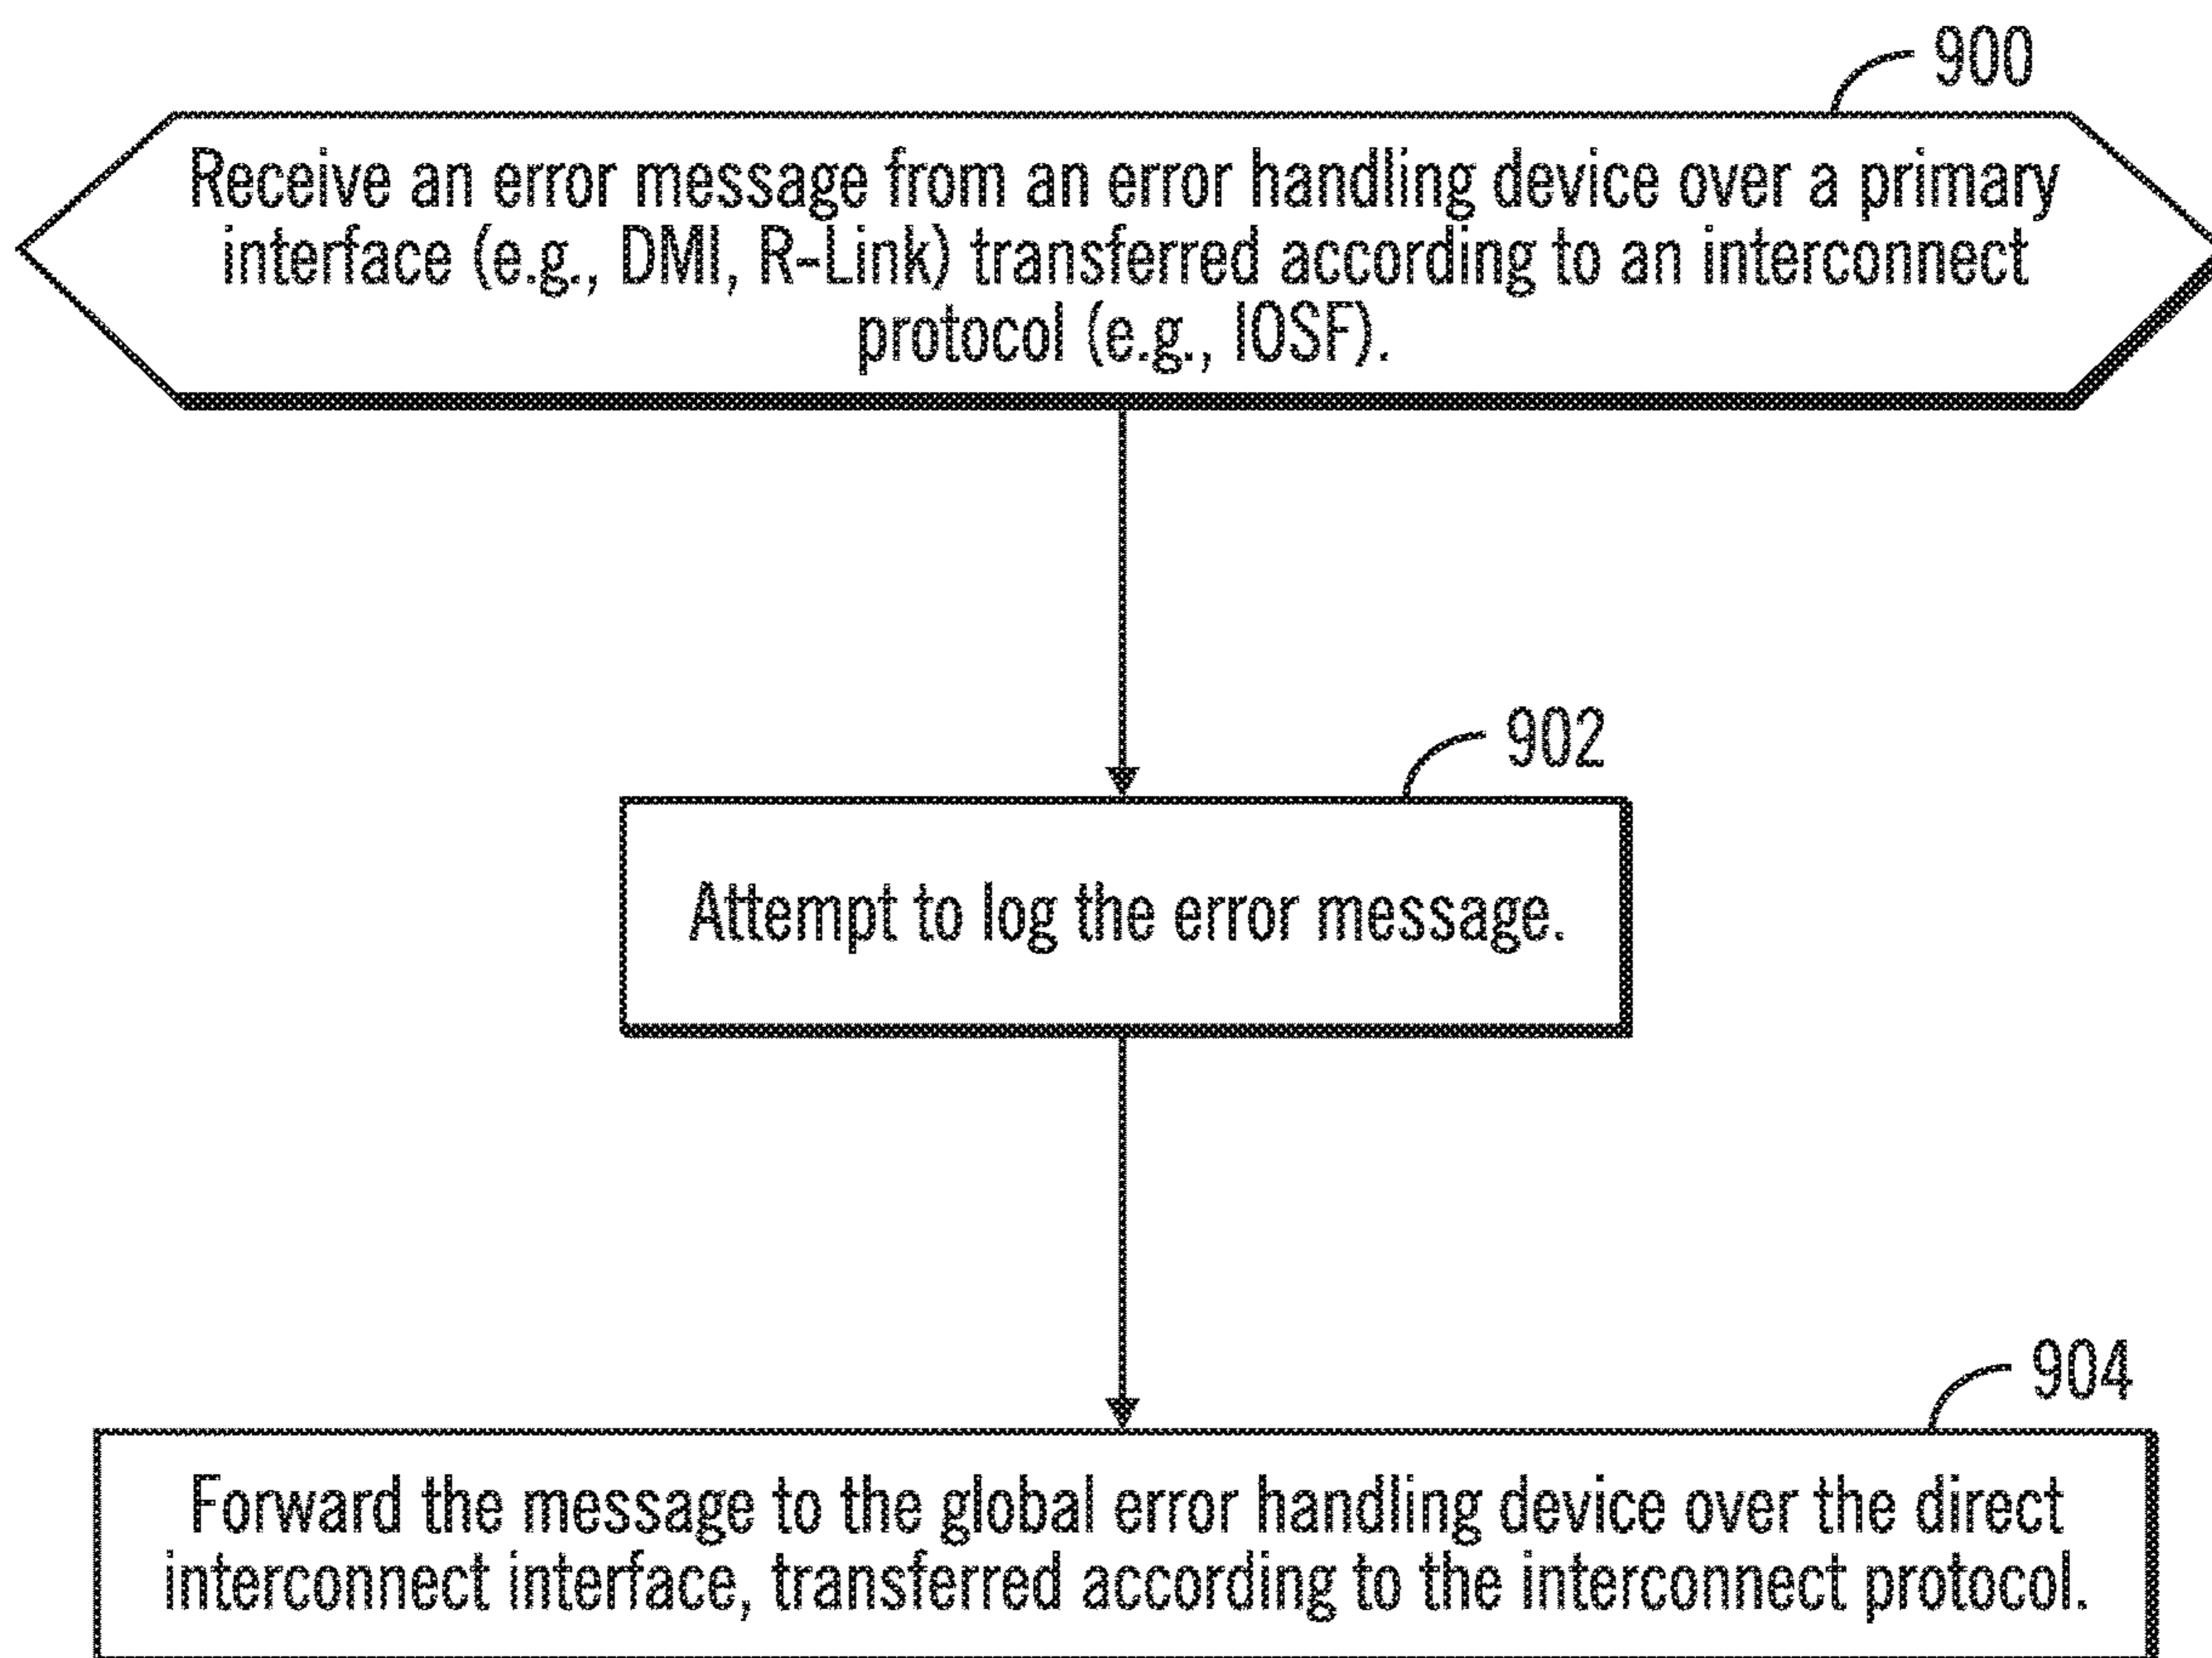 900
Receive an error message from an error handling device over a primary
interface (e.g., DMI, R-Link) transferred according to an interconnect
protocol (e.g., IOSF).
902
Attempt to log the error message.
904
Forward the message to the global error handling device over the direct
interconnect interface, transferred according to the interconnect protocol.